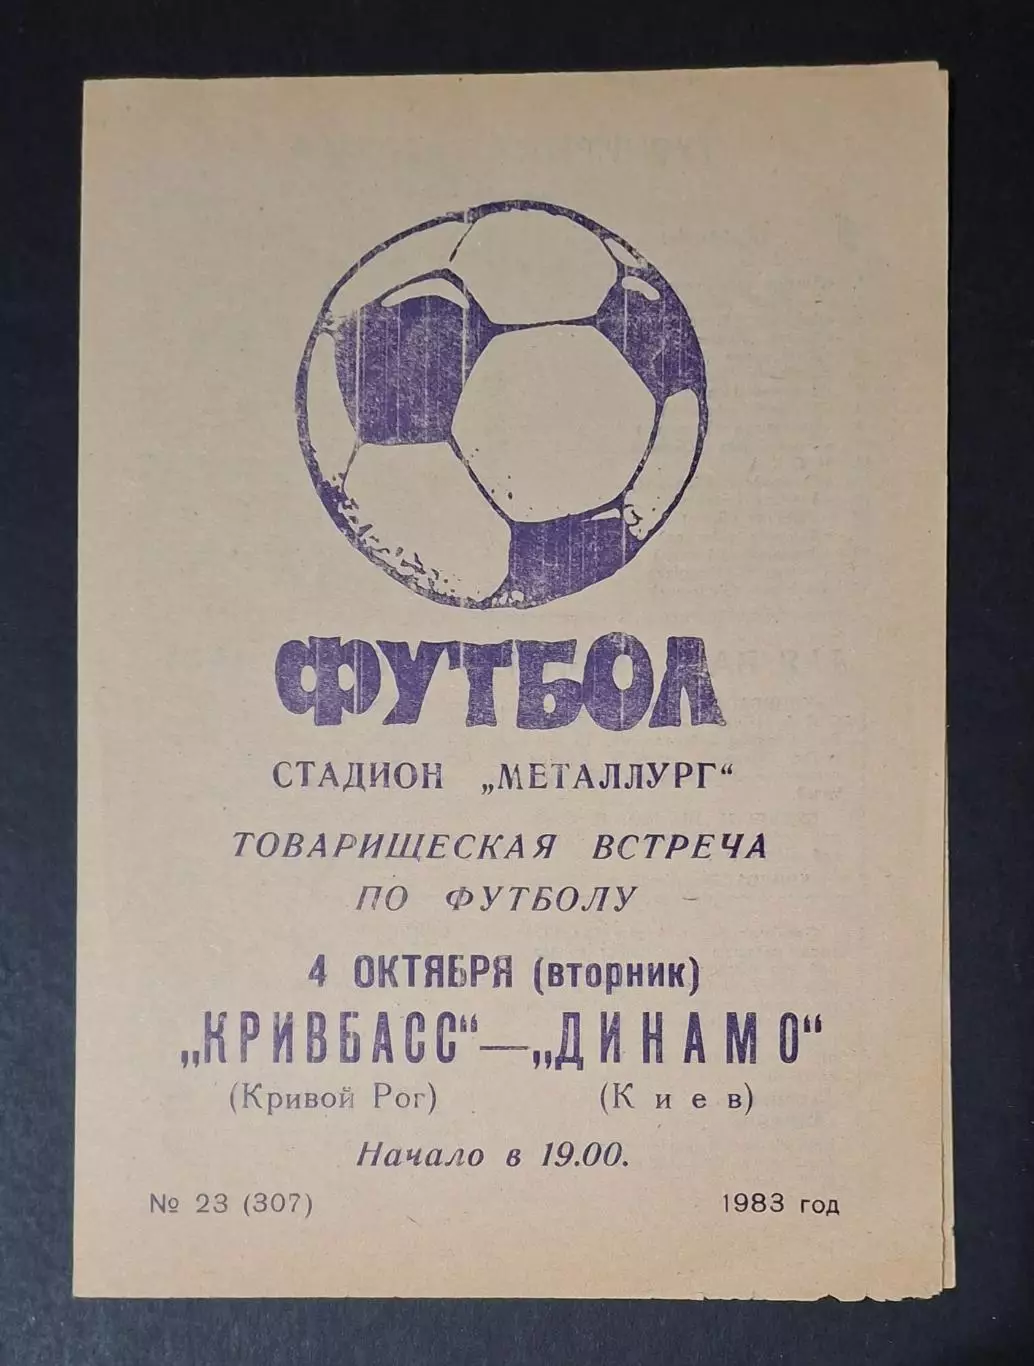 ФУТБОЛ
СТАДИОН „МЕТАЛЛУРГ“
ТОВАРИЩЕСКАЯ ВСТРЕЧА
ПО ФУТБОЛУ
4 ОКТЯБРЯ (вторник)
„КРИВБАСС“ — „ДИНАМО“
(Кривой Рог) (Киев)
Начало в 19.00.
№ 23 (307) 1983 год